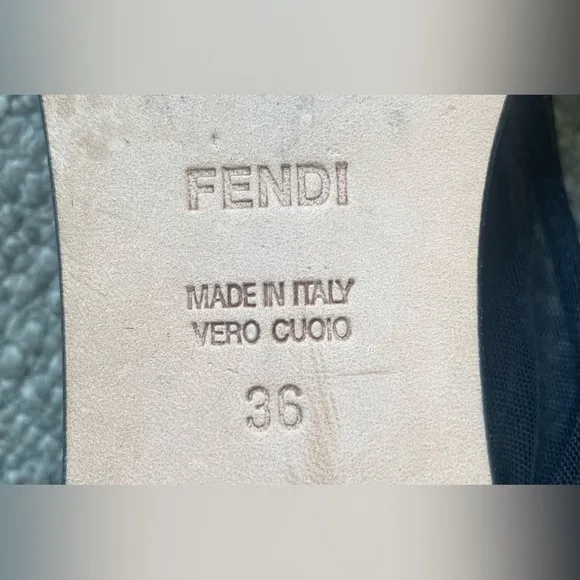 FENDI
MADE IN ITALY
VERO CUOIO
36